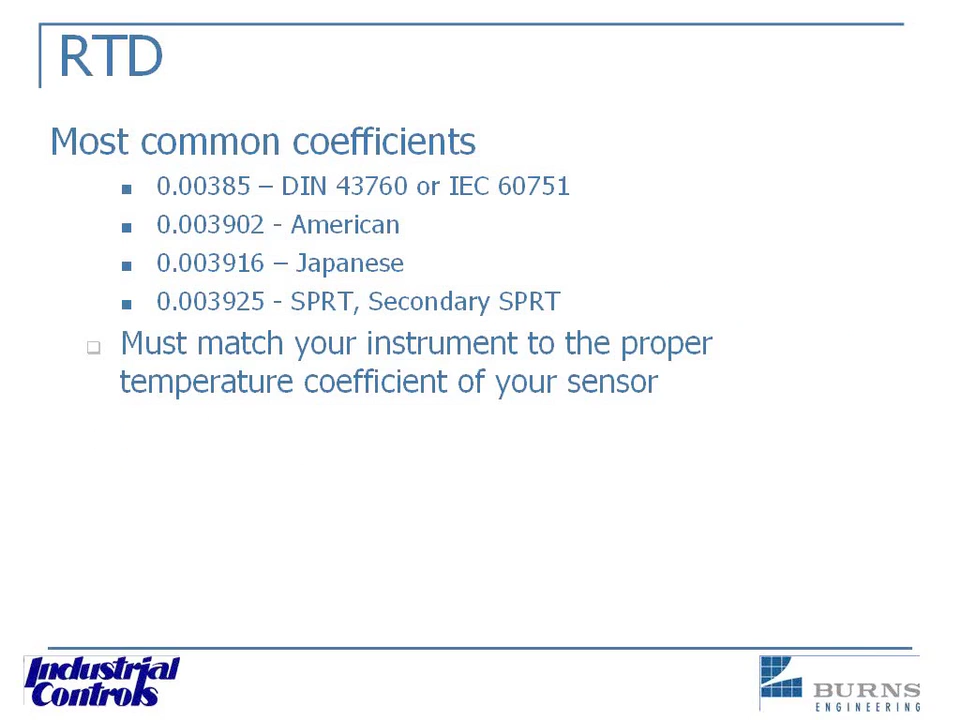 RTD
Most common coefficients
0.00385 – DIN 43760 or IEC 60751
0.003902 - American
0.003916 – Japanese
0.003925 - SPRT, Secondary SPRT
Must match your instrument to the proper
temperature coefficient of your sensor
Industrial
Controls
BURNS
ENGINEERING